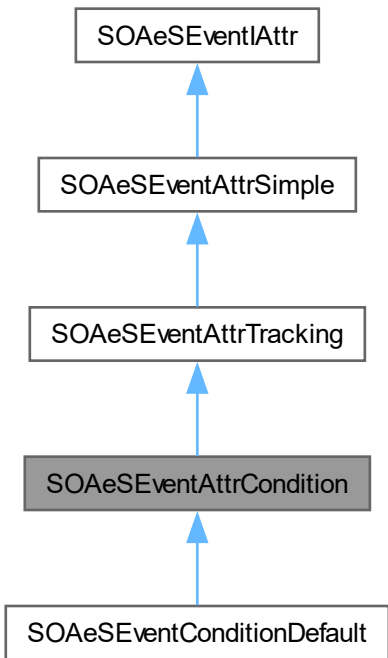 SOAeSEventIAttr
SOAeSEventAttrSimple
SOAeSEventAttrTracking
SOAeSEventAttrCondition
SOAeSEventConditionDefault